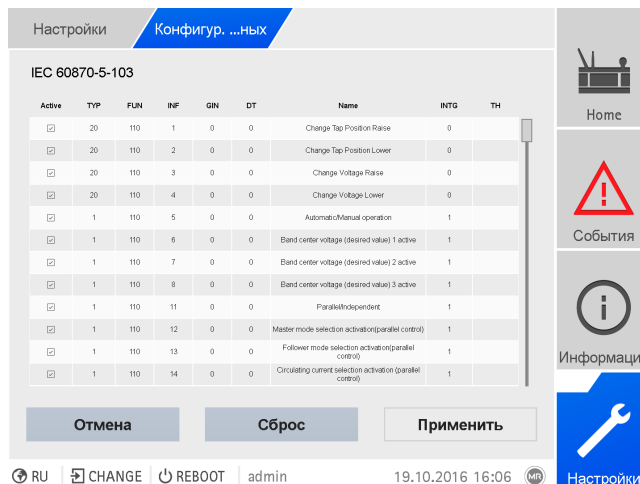 Настройки
Конфигур. ...ных
IEC 60870-5-103
Active TYP FUN INF GIN DT Name INTG TH
20 110 1 0 0 Change Tap Position Raise 0
20 110 2 0 0 Change Tap Position Lower 0
20 110 3 0 0 Change Voltage Raise 0
20 110 4 0 0 Change Voltage Lower 0
1 110 5 0 0 Automatic/Manual operation 1
1 110 6 0 0 Band center voltage (desired value) 1 active 1
1 110 7 0 0 Band center voltage (desired value) 2 active 1
1 110 8 0 0 Band center voltage (desired value) 3 active 1
1 110 11 0 0 Parallel/Independent 1
1 110 12 0 0 Master mode selection activation(parallel control) 1
1 110 13 0 0 Follower mode selection activation(parallel control) 1
1 110 14 0 0 Circulating current selection activation (parallel control) 1
Отмена
Сброс
Применить
RU CHANGE REBOOT admin 19.10.2016 16:06 MR
Home
События
Информаци
Настройки